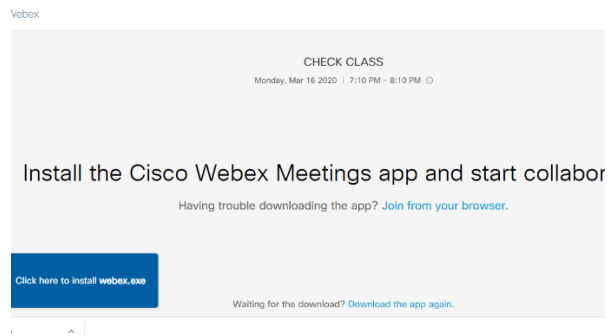 Webex
CHECK CLASS
Monday, Mar 16 2020 | 7:10 PM - 8:10 PM
Install the Cisco Webex Meetings app and start collabor
Having trouble downloading the app? Join from your browser.
Click here to install webex.exe
Waiting for the download? Download the app again.